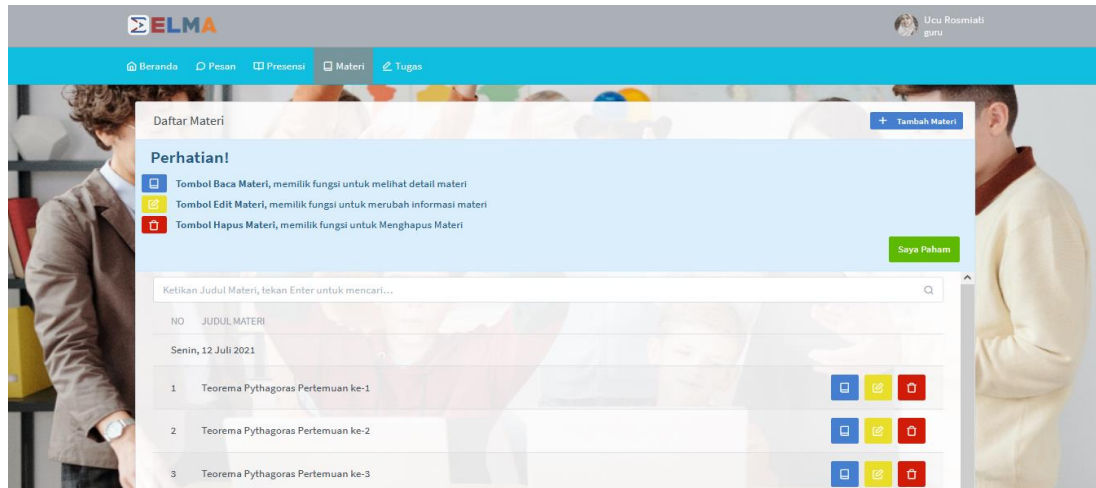 ELMA
Ucu Rosmiati
guru
Beranda Pesan Presensi Materi Tugas
Daftar Materi
+ Tambah Materi
Perhatian!
Tombol Baca Materi, memilik fungsi untuk melihat detail materi
Tombol Edit Materi, memilik fungsi untuk merubah informasi materi
Tombol Hapus Materi, memilik fungsi untuk Menghapus Materi
Saya Paham
Ketikan Judul Materi, tekan Enter untuk mencari...
NO JUDUL MATERI
Senin, 12 Juli 2021
1 Teorema Pythagoras Pertemuan ke-1
2 Teorema Pythagoras Pertemuan ke-2
3 Teorema Pythagoras Pertemuan ke-3